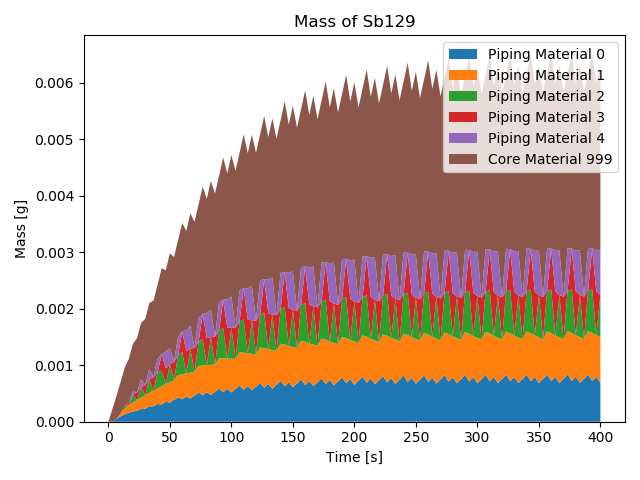 Mass of Sb129
Piping Material 0
Piping Material 1
Piping Material 2
Piping Material 3
Piping Material 4
Core Material 999
Mass [g]
0.006
0.005
0.004
0.003
0.002
0.001
0.000
0 50 100 150 200 250 300 350 400
Time [s]